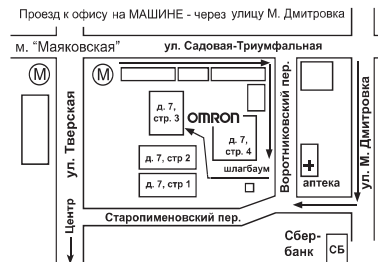 Проезд к офису на МАШИНЕ - через улицу М. Дмитровка
м. "Маяковская"
ул. Садовая-Триумфальная
М
М
д. 7,
стр. 3
OMRON
д. 7,
стр. 4
шлагбаум
д. 7, стр 2
д. 7, стр 1
ул. Тверская
Центр
Воротниковский пер.
аптека
ул. М. Дмитровка
Старопименовский пер.
Сбер-
банк
СБ